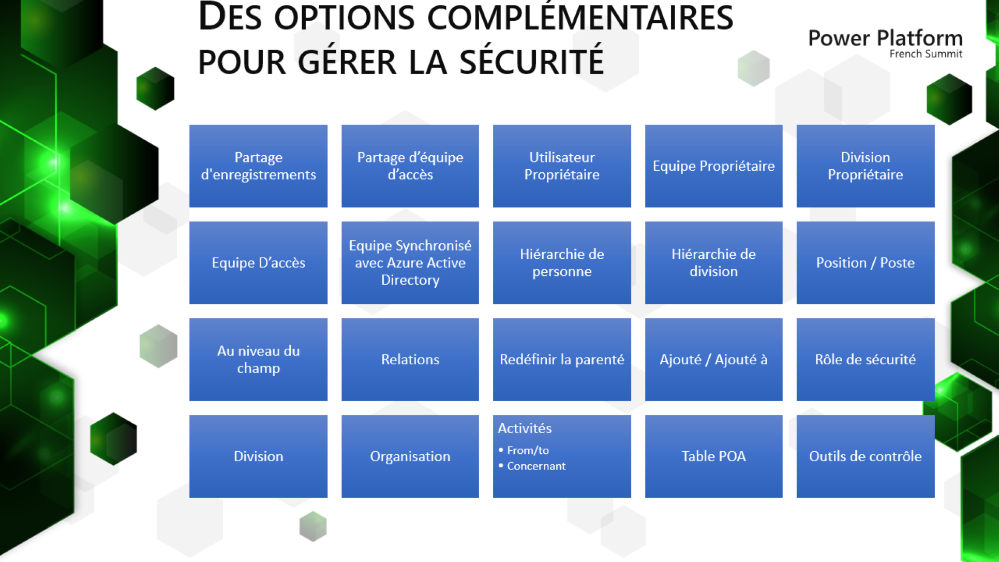 DES OPTIONS COMPLÉMENTAIRES
POUR GÉRER LA SÉCURITÉ
Power Platform
French Summit
Partage
d'enregistrements
Partage d’équipe
d’accès
Utilisateur
Propriétaire
Equipe Propriétaire
Division
Propriétaire
Equipe D’accès
Equipe Synchronisé
avec Azure Active
Directory
Hiérarchie de
personne
Hiérarchie de
division
Position / Poste
Au niveau du
champ
Relations
Redéfinir la parenté
Ajouté / Ajouté à
Rôle de sécurité
Division
Organisation
Activités
• From/to
• Concernant
Table POA
Outils de contrôle